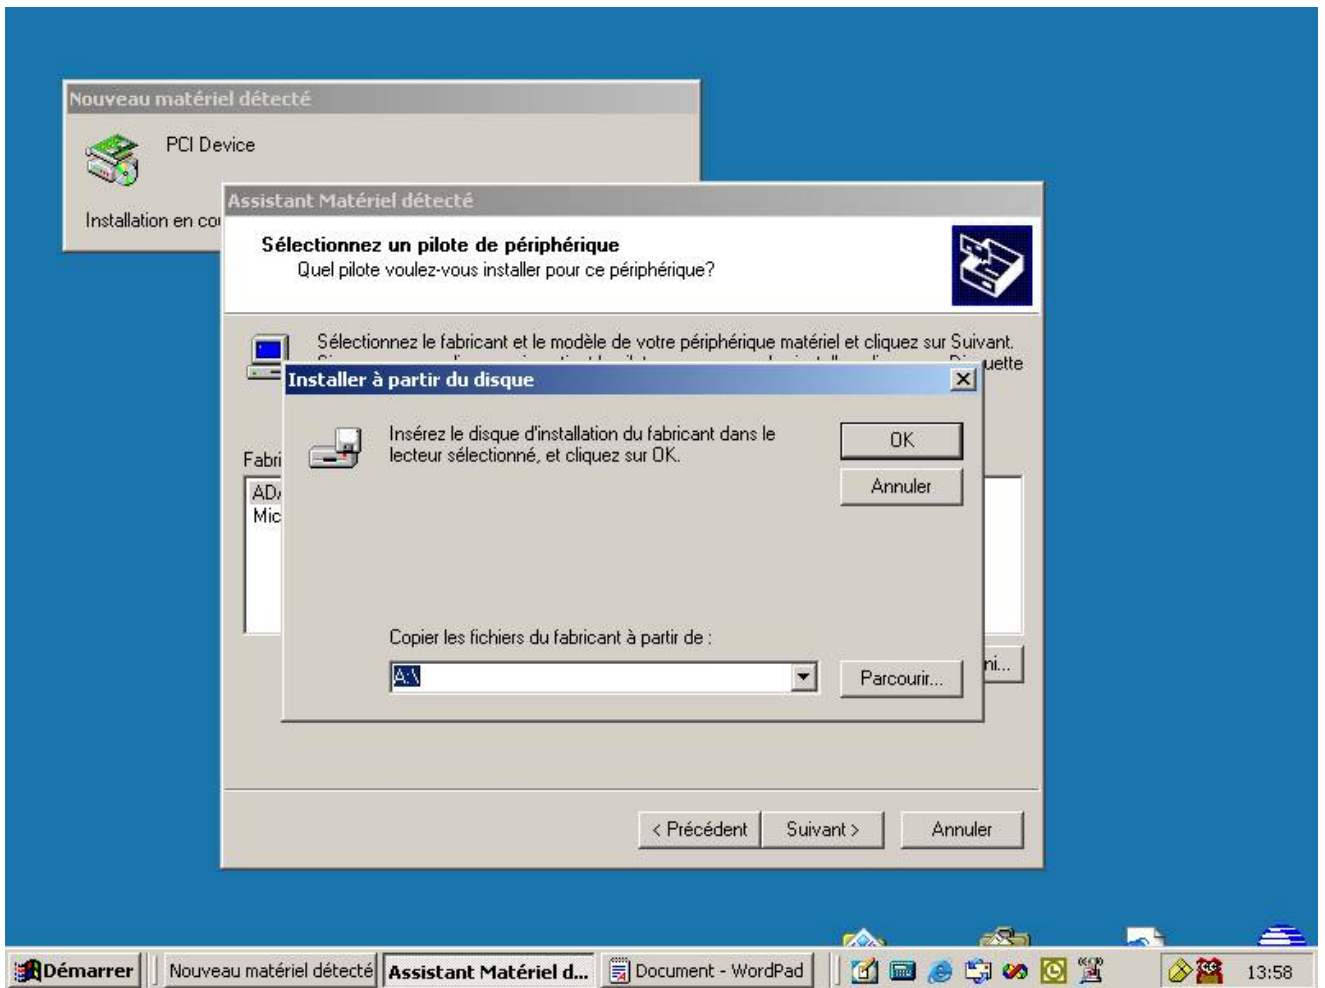 Nouveau matériel détecté
PCI Device
Installation en cou
Assistant Matériel détecté
Sélectionnez un pilote de périphérique
Quel pilote voulez-vous installer pour ce périphérique?
Sélectionnez le fabricant et le modèle de votre périphérique matériel et cliquez sur Suivant.
Installer à partir du disque
Insérez le disque d'installation du fabricant dans le
lecteur sélectionné, et cliquez sur OK.
OK
Annuler
Fabri
Mic
Copier les fichiers du fabricant à partir de :
A:\
Parcourir...
ni...
< Précédent
Suivant >
Annuler
Démarrer
Nouveau matériel détecté
Assistant Matériel d...
Document - WordPad
13:58